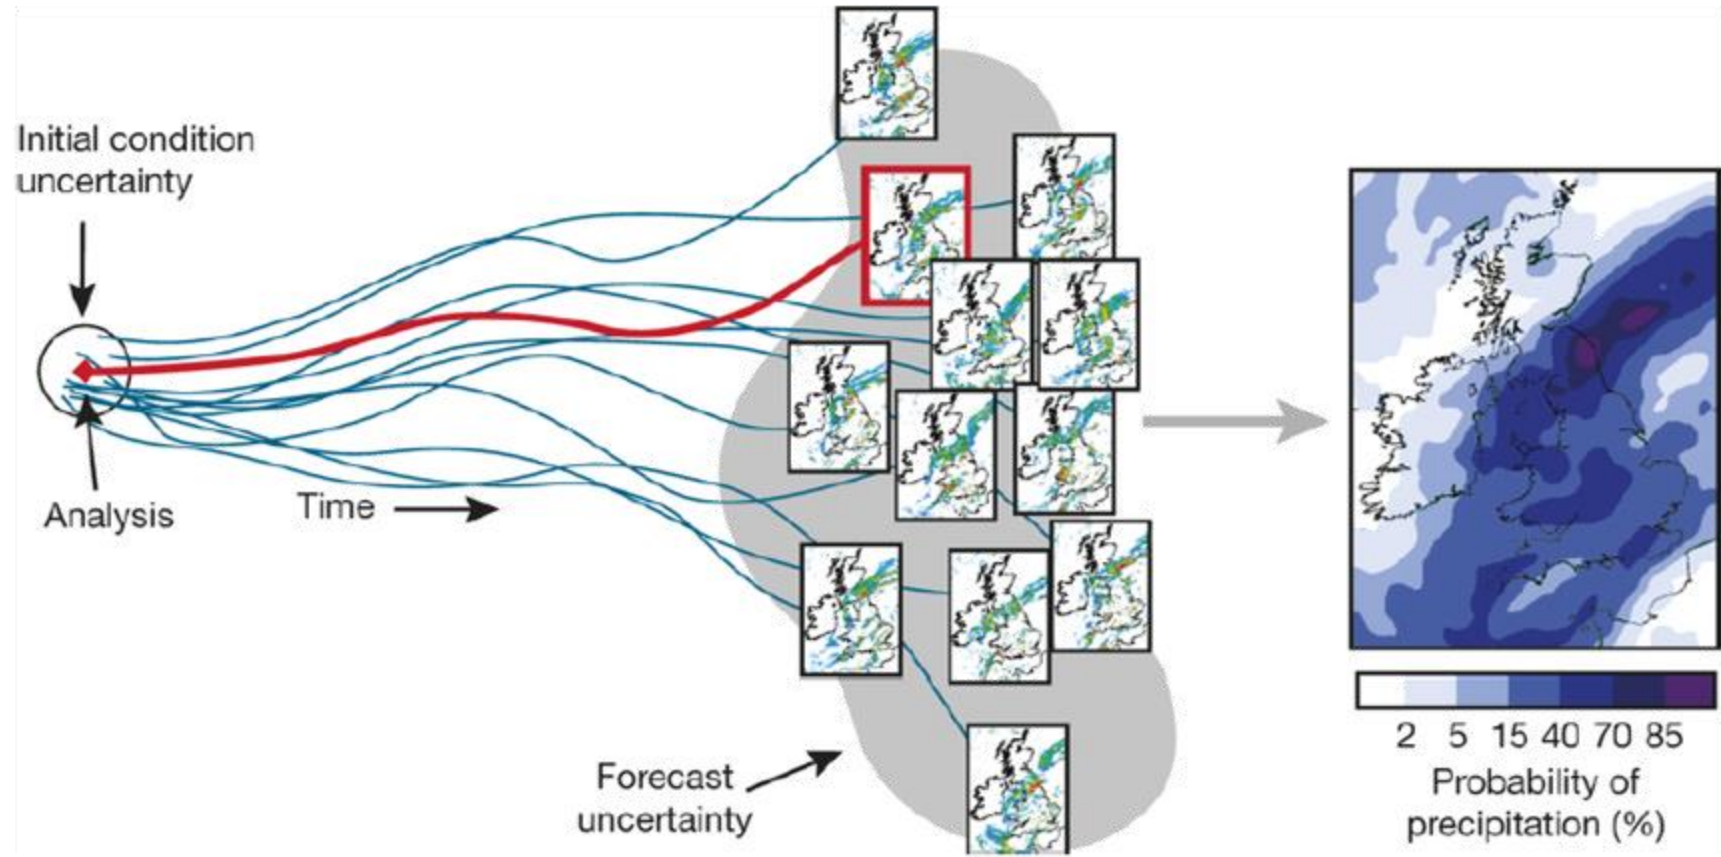 Initial condition
uncertainty
Analysis
Time
Forecast
uncertainty
2 5 15 40 70 85
Probability of
precipitation (%)